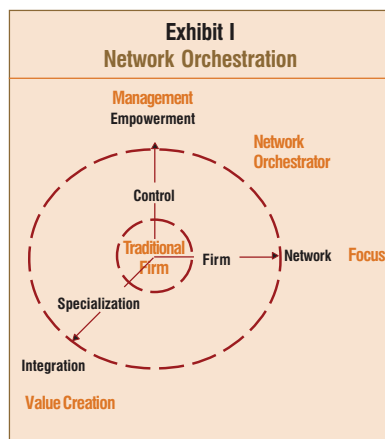 Exhibit I
Network Orchestration
Management
Empowerment
Network
Orchestrator
Control
Traditional
Firm
Firm
Network
Focus
Specialization
Integration
Value Creation